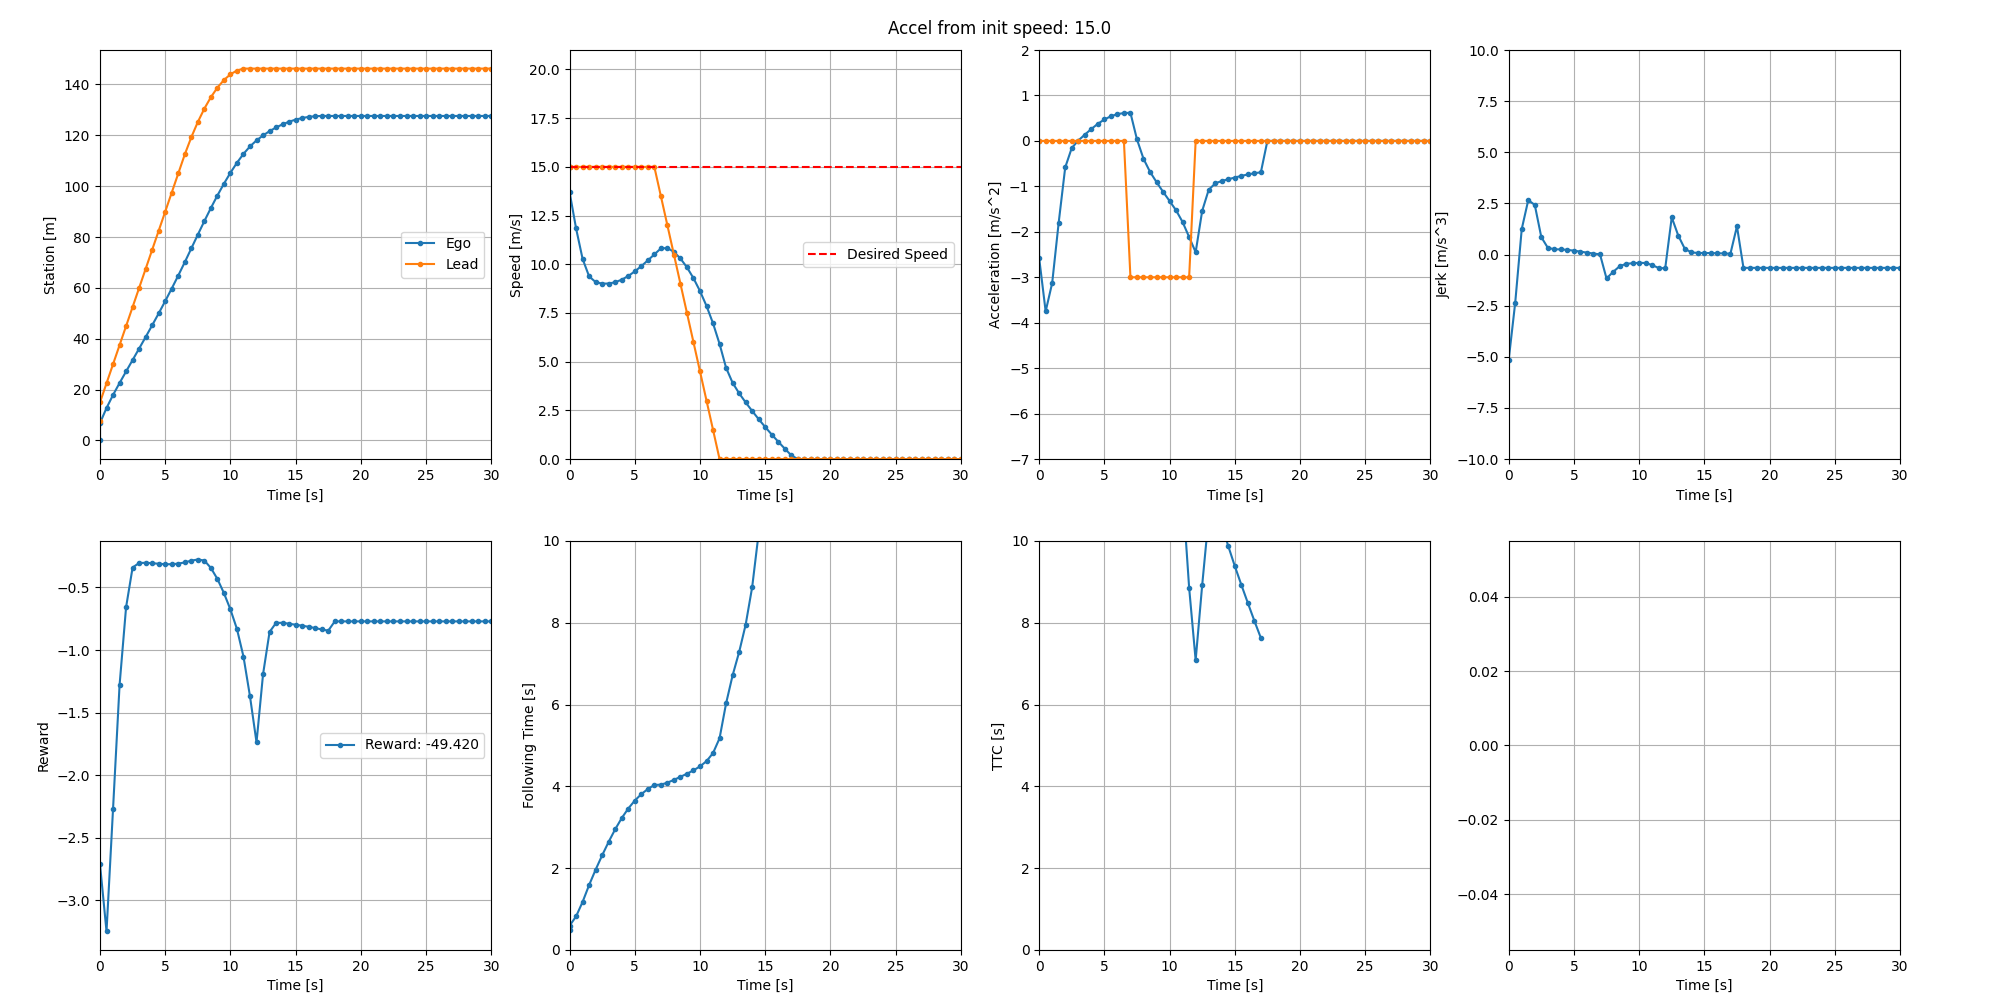 Accel from init speed: 15.0
Station [m]
140
120
100
80
60
40
20
0
0 5 10 15 20 25 30
Time [s]
Ego
Lead
Speed [m/s]
20.0
17.5
15.0
12.5
10.0
7.5
5.0
2.5
0.0
0 5 10 15 20 25 30
Time [s]
Desired Speed
Acceleration [m/s^2]
2
1
0
−1
−2
−3
−4
−5
−6
−7
0 5 10 15 20 25 30
Time [s]
Jerk [m/s^3]
10.0
7.5
5.0
2.5
0.0
−2.5
−5.0
−7.5
−10.0
0 5 10 15 20 25 30
Time [s]
Reward
−0.5
−1.0
−1.5
−2.0
−2.5
−3.0
0 5 10 15 20 25 30
Time [s]
Reward: -49.420
Following Time [s]
10
8
6
4
2
0
0 5 10 15 20 25 30
Time [s]
TTC [s]
10
8
6
4
2
0
0 5 10 15 20 25 30
Time [s]
0.04
0.02
0.00
−0.02
−0.04
0 5 10 15 20 25 30
Time [s]